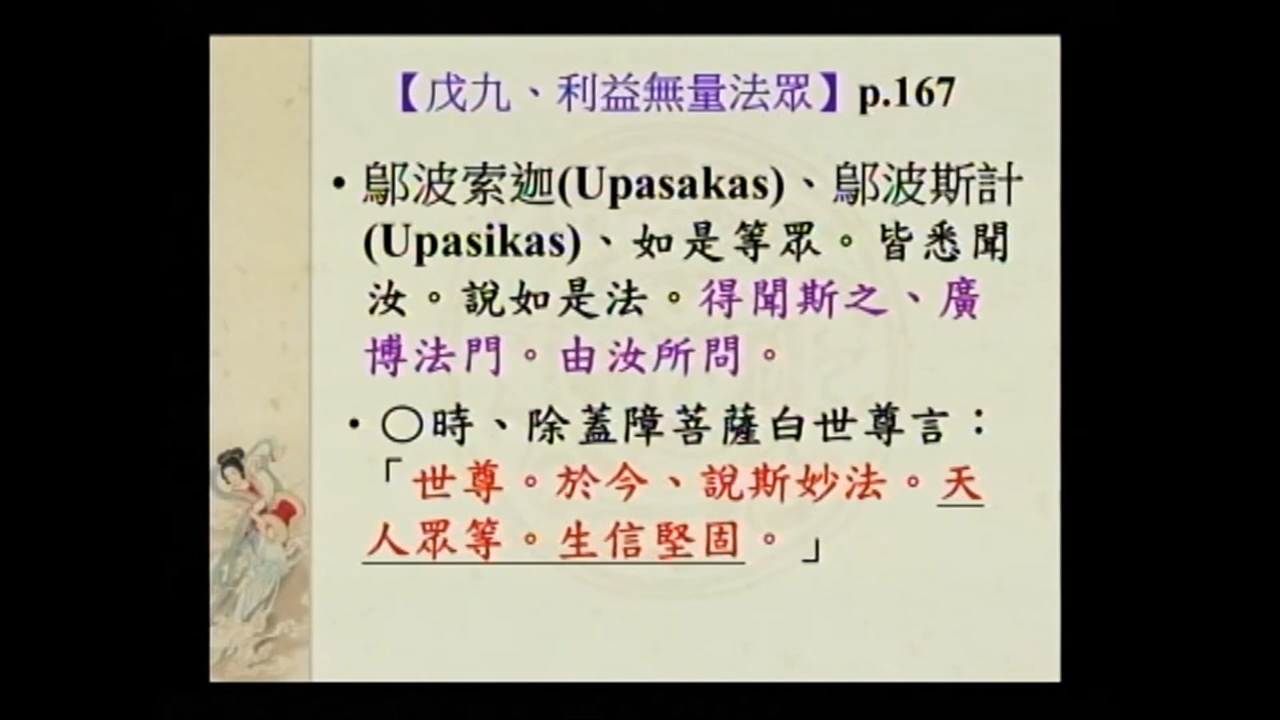 【戊九、利益無量法眾】p.167
•鄔波索迦(Upasakas)、鄔波斯計
(Upasikas)、如是等眾。皆悉聞
汝。說如是法。得聞斯之、廣
博法門。由汝所問。
•〇時、除蓋障菩薩白世尊言：
「世尊。於今、說斯妙法。天
人眾等。生信堅固。」